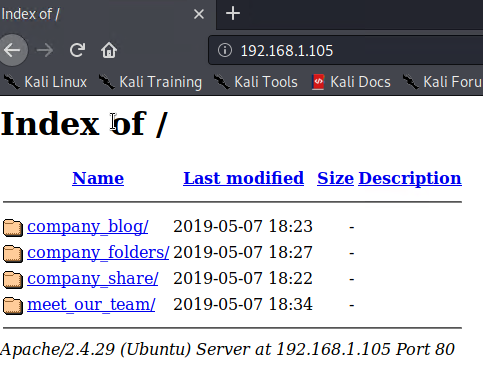 Index of /
192.168.1.105
Kali Linux Kali Training Kali Tools Kali Docs Kali Foru
Index of /
Name Last modified Size Description
company_blog/ 2019-05-07 18:23 -
company_folders/ 2019-05-07 18:27 -
company_share/ 2019-05-07 18:22 -
meet_our_team/ 2019-05-07 18:34 -
Apache/2.4.29 (Ubuntu) Server at 192.168.1.105 Port 80